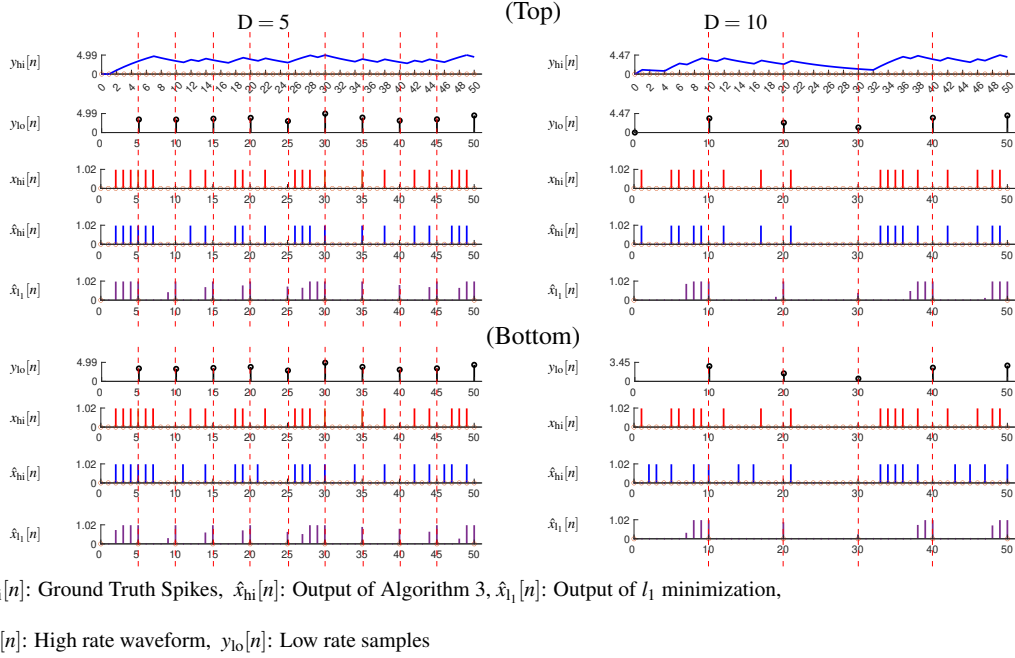 (Top)
D = 5
D = 10
y_hi[n]
4.99
0
0 2 4 6 8 10 12 14 16 18 20 22 24 26 28 30 32 34 36 38 40 42 44 46 48 50
4.47
0
0 2 4 6 8 10 12 14 16 18 20 22 24 26 28 30 32 34 36 38 40 42 44 46 48 50
y_hi[n]
y_lo[n]
4.99
0
0 5 10 15 20 25 30 35 40 45 50
y_lo[n]
4.47
0
0 10 20 30 40 50
x_hi[n]
1.02
0
0 5 10 15 20 25 30 35 40 45 50
x_hi[n]
1.02
0
0 10 20 30 40 50
x̂_hi[n]
1.02
0
0 5 10 15 20 25 30 35 40 45 50
x̂_hi[n]
1.02
0
0 10 20 30 40 50
x̂_l₁[n]
1.02
0
0 5 10 15 20 25 30 35 40 45 50
x̂_l₁[n]
1.02
0
0 10 20 30 40 50
(Bottom)
y_lo[n]
4.99
0
0 5 10 15 20 25 30 35 40 45 50
y_lo[n]
3.45
0
0 10 20 30 40 50
x_hi[n]
1.02
0
0 5 10 15 20 25 30 35 40 45 50
x_hi[n]
1.02
0
0 10 20 30 40 50
x̂_hi[n]
1.02
0
0 5 10 15 20 25 30 35 40 45 50
x̂_hi[n]
1.02
0
0 10 20 30 40 50
x̂_l₁[n]
1.02
0
0 5 10 15 20 25 30 35 40 45 50
x̂_l₁[n]
1.02
0
0 10 20 30 40 50
i[n]: Ground Truth Spikes, x̂_hi[n]: Output of Algorithm 3, x̂_l₁[n]: Output of l₁ minimization,
[n]: High rate waveform, y_lo[n]: Low rate samples